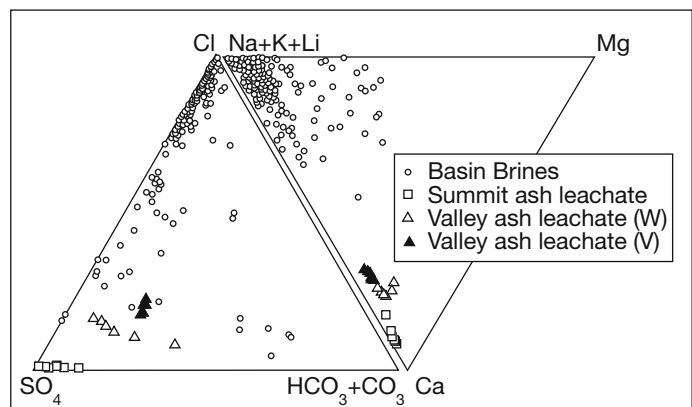 Cl Na+K+Li Mg
Basin Brines
Summit ash leachate
Valley ash leachate (W)
Valley ash leachate (V)
SO₄ HCO₃+CO₃ Ca